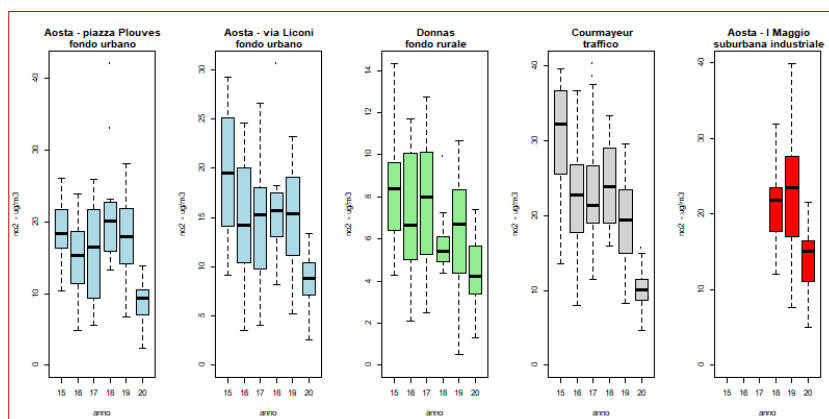 Aosta - piazza Plouves
fondo urbano
no2 - ug/m3
40
30
20
10
0
15 16 17 18 19 20
anno
Aosta - via Liconi
fondo urbano
no2 - ug/m3
30
25
20
15
10
5
0
15 16 17 18 19 20
anno
Donnas
fondo rurale
no2 - ug/m3
14
12
10
8
6
4
2
0
15 16 17 18 19 20
anno
Courmayeur
traffico
no2 - ug/m3
40
30
20
10
0
15 16 17 18 19 20
anno
Aosta - I Maggio
suburbana industriale
no2 - ug/m3
40
30
20
10
0
15 16 17 18 19 20
anno